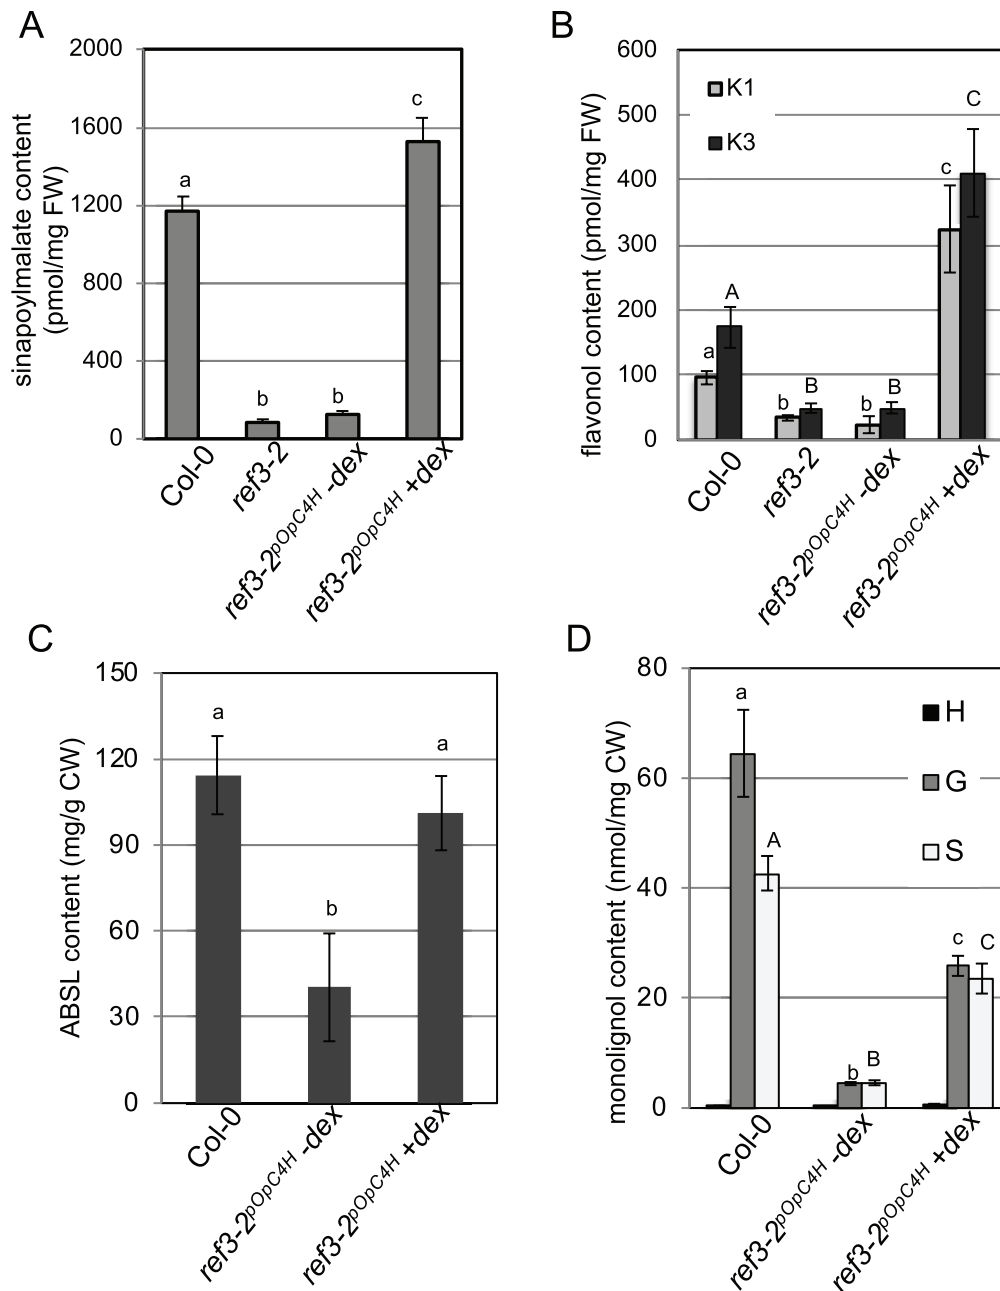 A
sinapoylmalate content
(pmol/mg FW)
2000
1600
1200
800
400
0
a
b
b
c
Col-0
ref3-2
ref3-2pOpC4H -dex
ref3-2pOpC4H +dex
B
flavonol content (pmol/mg FW)
600
500
400
300
200
100
0
K1
K3
a
A
b
B
b
B
c
C
Col-0
ref3-2
ref3-2pOpC4H -dex
ref3-2pOpC4H +dex
C
ABSL content (mg/g CW)
150
120
90
60
30
0
a
b
a
Col-0
ref3-2pOpC4H -dex
ref3-2pOpC4H +dex
D
monolignol content (nmol/mg CW)
80
60
40
20
0
H
G
S
a
A
b
B
c
C
Col-0
ref3-2pOpC4H -dex
ref3-2pOpC4H +dex